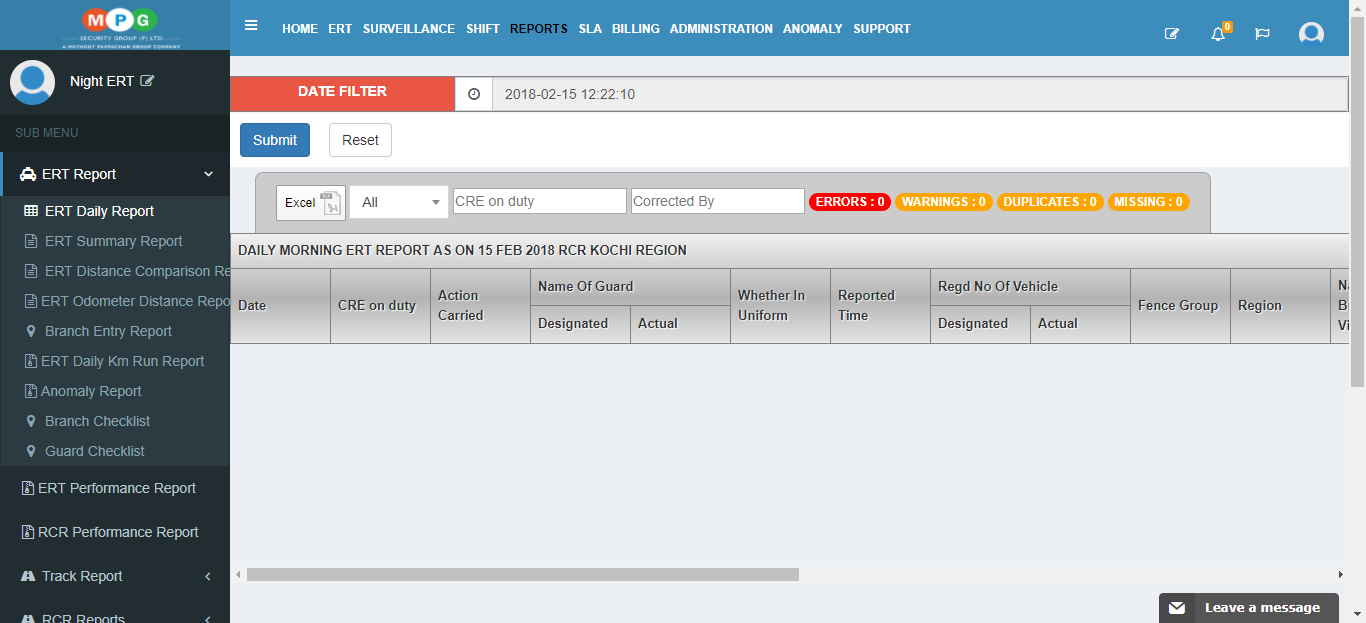 MPG
SECURITY GROUP (P) LTD.
A MUTHOOT PAPPACHAN GROUP COMPANY
HOME ERT SURVEILLANCE SHIFT REPORTS SLA BILLING ADMINISTRATION ANOMALY SUPPORT
0
Night ERT
SUB MENU
ERT Report
ERT Daily Report
ERT Summary Report
ERT Distance Comparison Re
ERT Odometer Distance Repo
Branch Entry Report
ERT Daily Km Run Report
Anomaly Report
Branch Checklist
Guard Checklist
ERT Performance Report
RCR Performance Report
Track Report
RCR Reports
DATE FILTER
2018-02-15 12:22:10
Submit Reset
Excel All CRE on duty Corrected By ERRORS : 0 WARNINGS : 0 DUPLICATES : 0 MISSING : 0
DAILY MORNING ERT REPORT AS ON 15 FEB 2018 RCR KOCHI REGION
Date
CRE on duty
Action
Carried
Name Of Guard
Designated Actual
Whether In
Uniform
Reported
Time
Regd No Of Vehicle
Designated Actual
Fence Group
Region
Leave a message